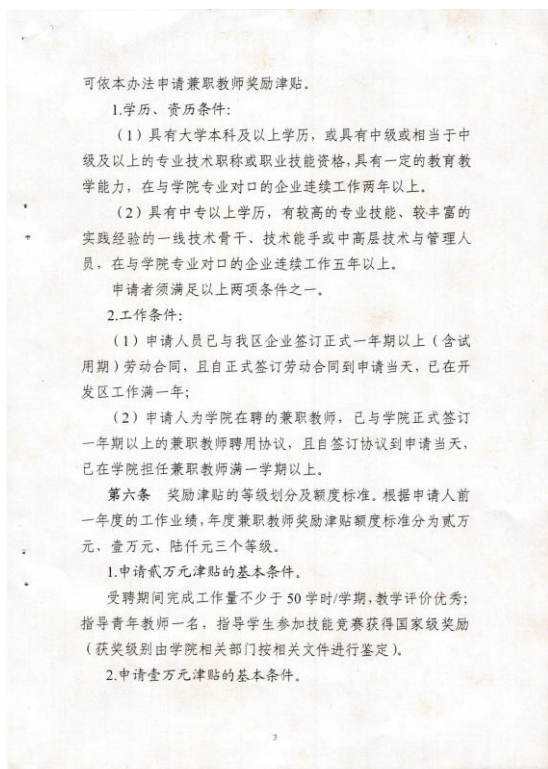 可依本办法申请兼职教师奖励津贴。
1.学历、资历条件：
（1）具有大学本科及以上学历，或具有中级或相当于中
级及以上的专业技术职称或职业技能资格，具有一定的教育教
学能力，在与学院专业对口的企业连续工作两年以上。
（2）具有中专以上学历，有较高的专业技能、较丰富的
实践经验的一线技术骨干、技术能手或中高层技术与管理人
员，在与学院专业对口的企业连续工作五年以上。
申请者须满足以上两项条件之一。
2.工作条件：
（1）申请人员已与我区企业签订正式一年期以上（含试
用期）劳动合同，且自正式签订劳动合同到申请当天，已在开
发区工作满一年；
（2）申请人为学院在聘的兼职教师，已与学院正式签订
一年期以上的兼职教师聘用协议，且自签订协议到申请当天，
已在学院担任兼职教师满一学期以上。
第六条　奖励津贴的等级划分及额度标准。根据申请人前
一年度的工作业绩，年度兼职教师奖励津贴额度标准分为贰万
元、壹万元、陆仟元三个等级。
1.申请贰万元津贴的基本条件。
受聘期间完成工作量不少于 50 学时/学期，教学评价优秀；
指导青年教师一名，指导学生参加技能竞赛获得国家级奖励
（获奖级别由学院相关部门按相关文件进行鉴定）。
2.申请壹万元津贴的基本条件。
3